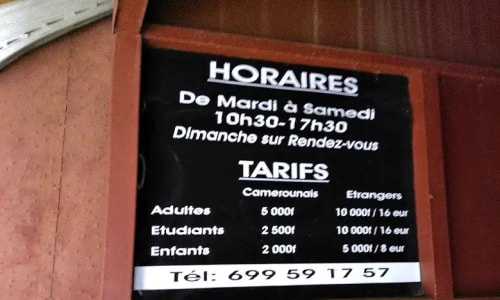 HORAIRES
De Mardi à Samedi
10h30-17h30
Dimanche sur Rendez-vous
TARIFS
Camerounais Etrangers
Adultes 5 000f 10 000f / 16 eur
Etudiants 2 500f 10 000f / 16 eur
Enfants 2 000f 5 000f / 8 eur
Tél: 699 59 17 57